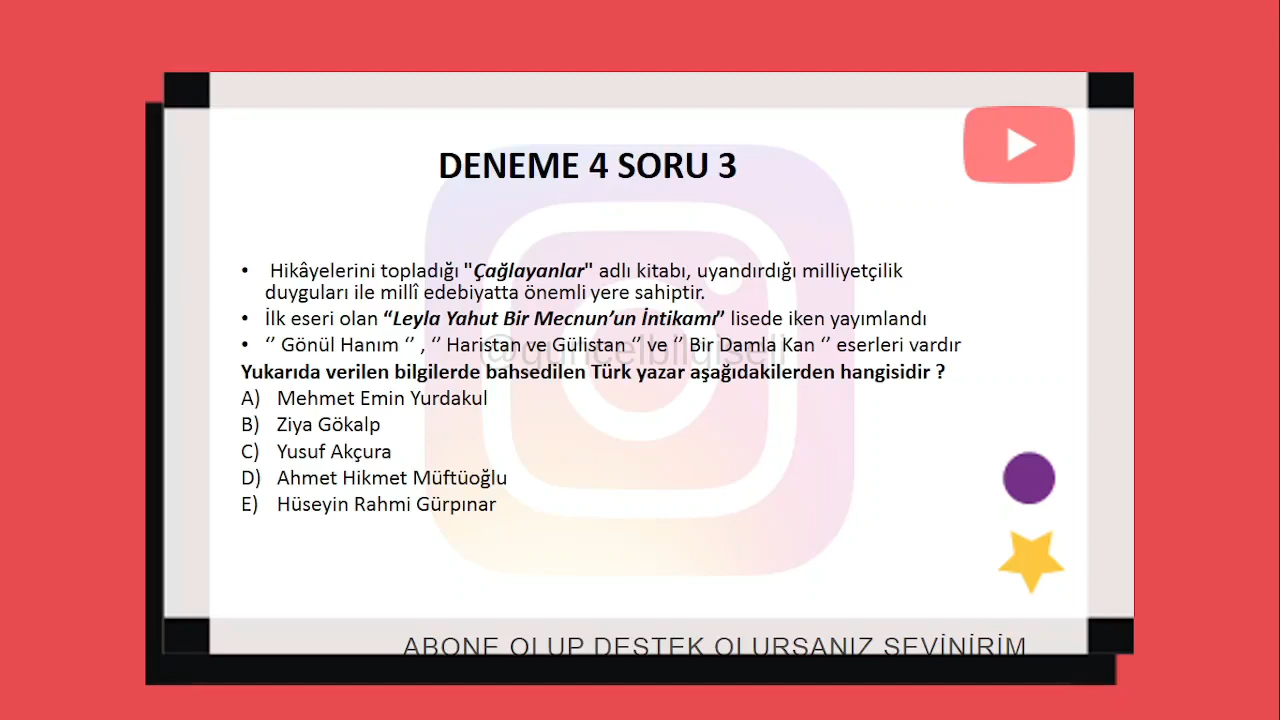 DENEME 4 SORU 3
• Hikâyelerini topladığı "Çağlayanlar" adlı kitabı, uyandırdığı milliyetçilik
duyguları ile millî edebiyatta önemli yere sahiptir.
• İlk eseri olan “Leyla Yahut Bir Mecnun’un İntikamı” lisede iken yayımlandı
• ‘’ Gönül Hanım ‘’ , ‘’ Haristan ve Gülistan ‘’ ve ‘’ Bir Damla Kan ‘’ eserleri vardır
@guncelbilgisell
Yukarıda verilen bilgilerde bahsedilen Türk yazar aşağıdakilerden hangisidir ?
A) Mehmet Emin Yurdakul
B) Ziya Gökalp
C) Yusuf Akçura
D) Ahmet Hikmet Müftüoğlu
E) Hüseyin Rahmi Gürpınar
ABONE OLUP DESTEK OLURSANIZ SEVİNİRİM